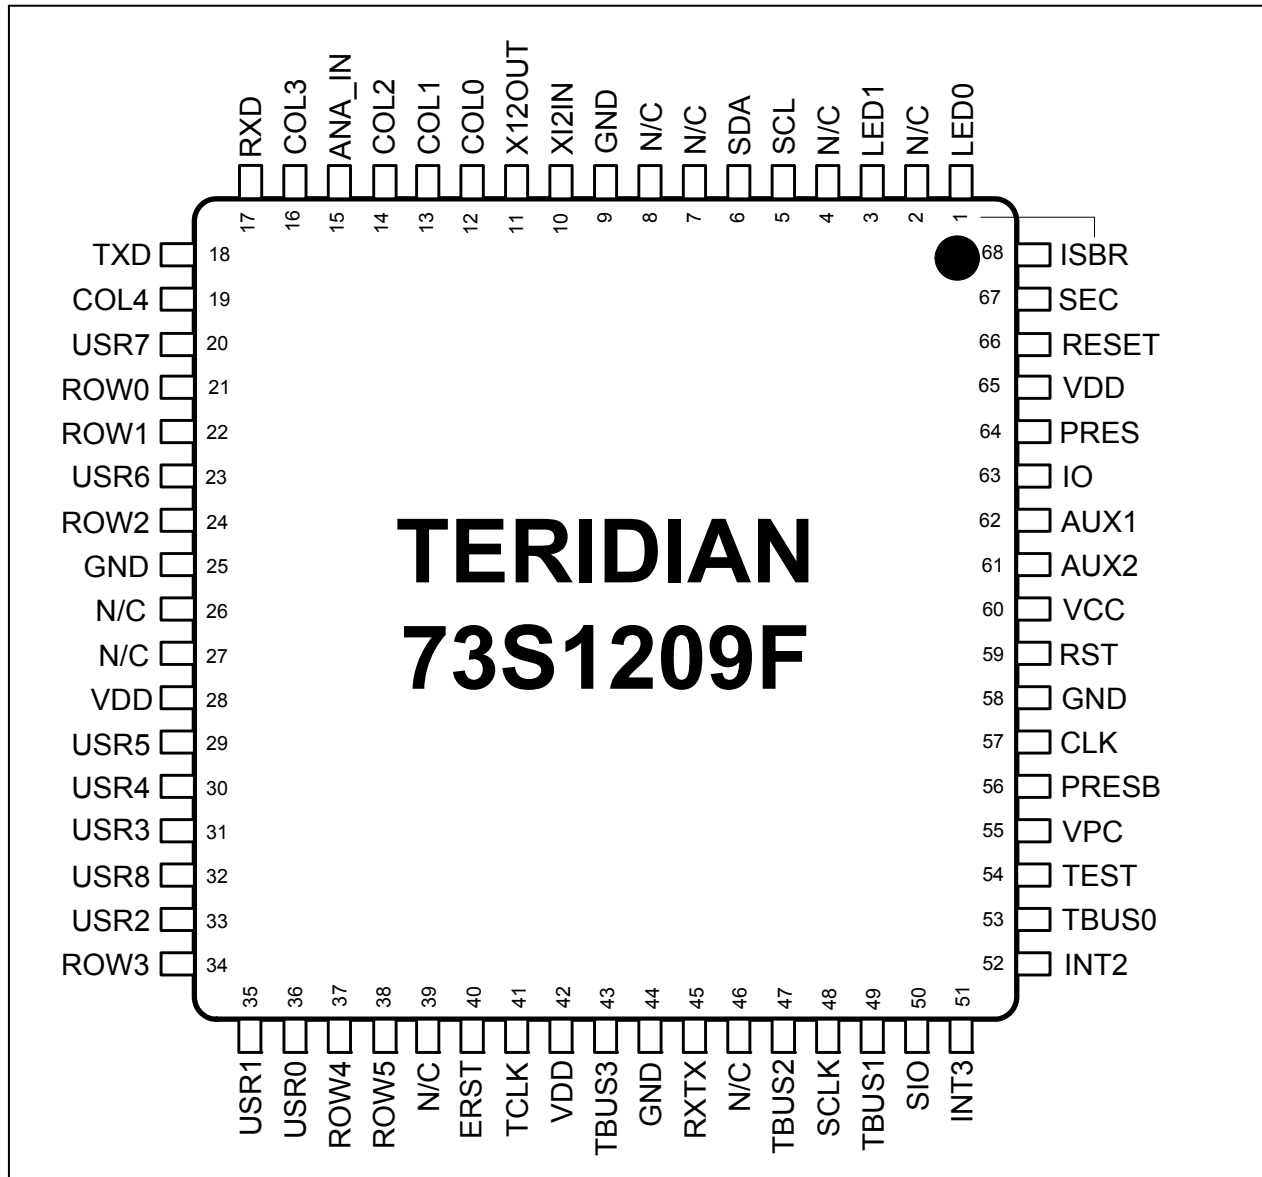 RXD
COL3
ANA_IN
COL2
COL1
COL0
X12OUT
XI2IN
GND
N/C
N/C
SDA
SCL
N/C
LED1
N/C
LED0
17
16
15
14
13
12
11
10
9
8
7
6
5
4
3
2
1
TXD 18
COL4 19
USR7 20
ROW0 21
ROW1 22
USR6 23
ROW2 24
GND 25
N/C 26
N/C 27
VDD 28
USR5 29
USR4 30
USR3 31
USR8 32
USR2 33
ROW3 34
TERIDIAN
73S1209F
68 ISBR
67 SEC
66 RESET
65 VDD
64 PRES
63 IO
62 AUX1
61 AUX2
60 VCC
59 RST
58 GND
57 CLK
56 PRESB
55 VPC
54 TEST
53 TBUS0
52 INT2
35
36
37
38
39
40
41
42
43
44
45
46
47
48
49
50
51
USR1
USR0
ROW4
ROW5
N/C
ERST
TCLK
VDD
TBUS3
GND
RXTX
N/C
TBUS2
SCLK
TBUS1
SIO
INT3